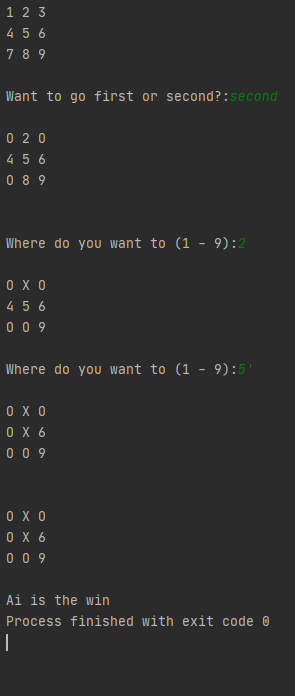 1 2 3
4 5 6
7 8 9
Want to go first or second?:second
O 2 O
4 5 6
O 8 9
Where do you want to (1 - 9):2
O X O
4 5 6
O O 9
Where do you want to (1 - 9):5'
O X O
O X 6
O O 9
O X O
O X 6
O O 9
Ai is the win
Process finished with exit code 0